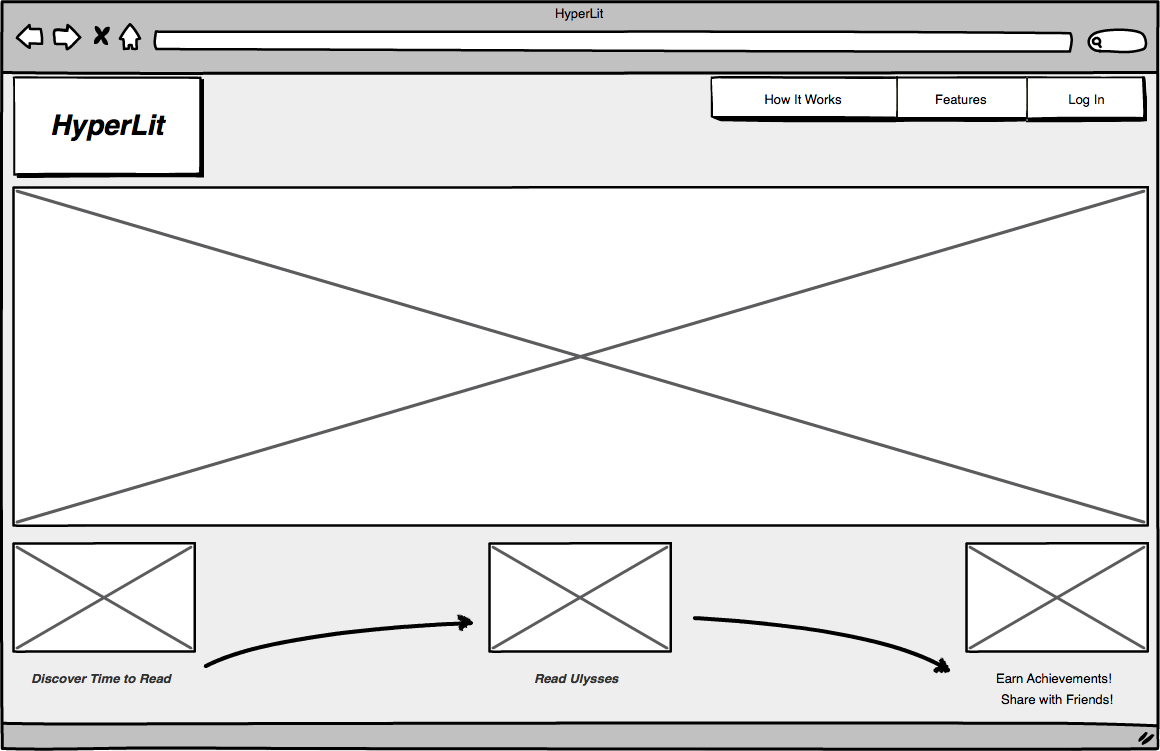 HyperLit
HyperLit
How It Works
Features
Log In
Discover Time to Read
Read Ulysses
Earn Achievements!
Share with Friends!